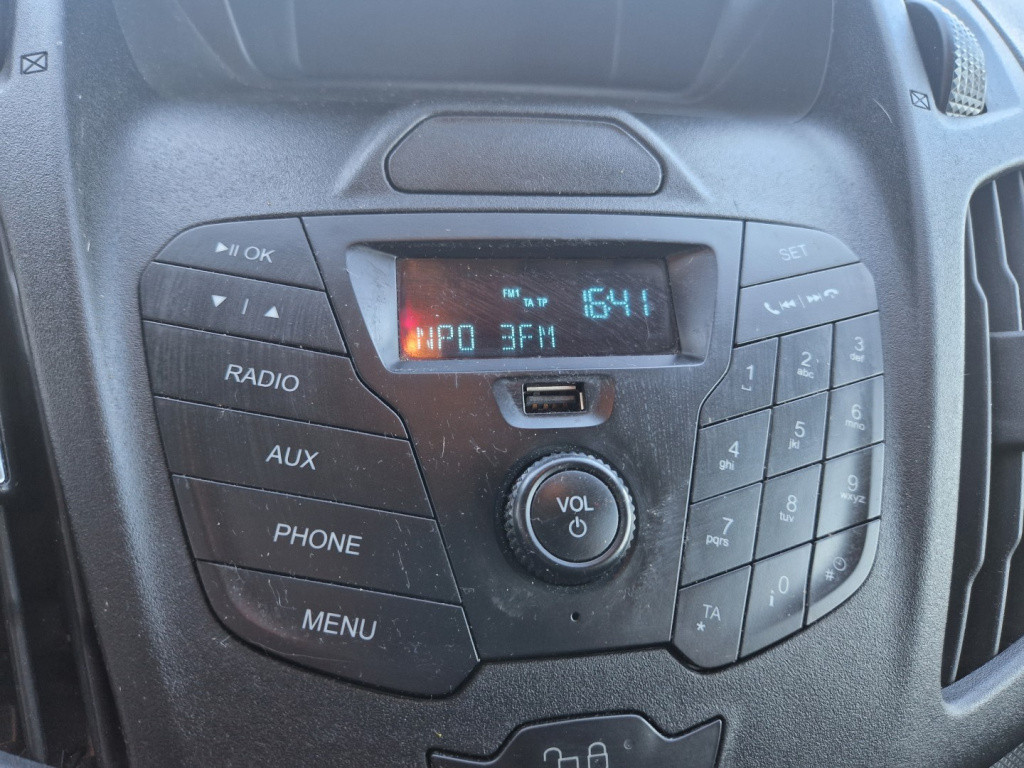 OK
SET
FM1
TA TP
16:41
NPO 3FM
RADIO
AUX
PHONE
MENU
VOL
1
2
abc
3
def
4
ghi
5
jkl
6
mno
7
pqrs
8
tuv
9
wxyz
TA
*
0
i
#